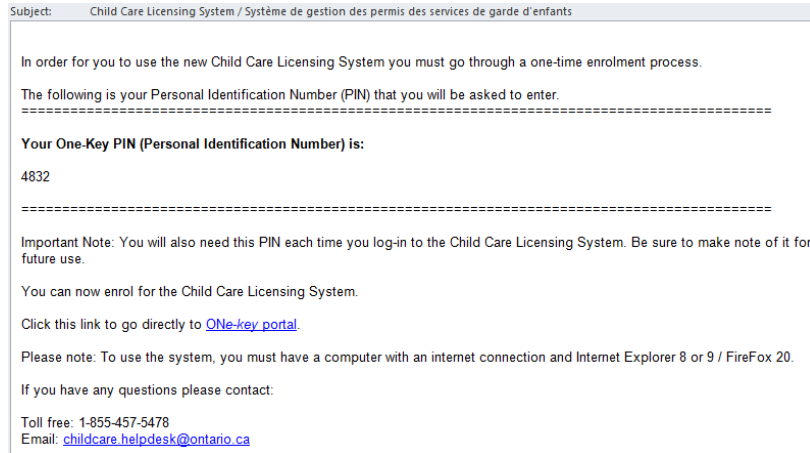 Subject: Child Care Licensing System / Système de gestion des permis des services de garde d'enfants
In order for you to use the new Child Care Licensing System you must go through a one-time enrolment process.
The following is your Personal Identification Number (PIN) that you will be asked to enter.
===========================================================================================
Your One-Key PIN (Personal Identification Number) is:
4832
===========================================================================================
Important Note: You will also need this PIN each time you log-in to the Child Care Licensing System. Be sure to make note of it for
future use.
You can now enrol for the Child Care Licensing System.
Click this link to go directly to ONe-key portal.
Please note: To use the system, you must have a computer with an internet connection and Internet Explorer 8 or 9 / FireFox 20.
If you have any questions please contact:
Toll free: 1-855-457-5478
Email: childcare.helpdesk@ontario.ca